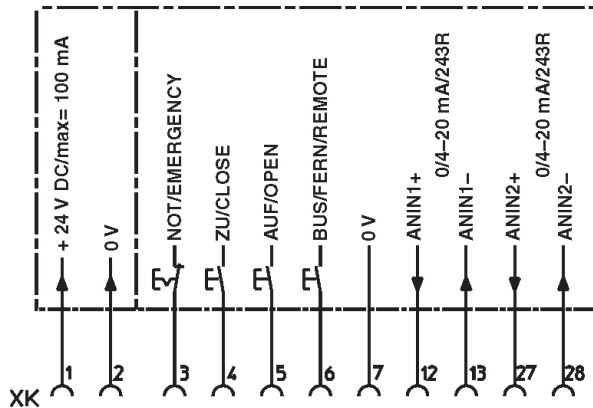 + 24 V DC/max= 100 mA
0 V
NOT/EMERGENCY
ZU/CLOSE
AUF/OPEN
BUS/FERN/REMOTE
0 V
ANIN1+
0/4–20 mA/243R
ANIN1–
ANIN2+
0/4–20 mA/243R
ANIN2–
XK 1 2 3 4 5 6 7 12 13 27 28